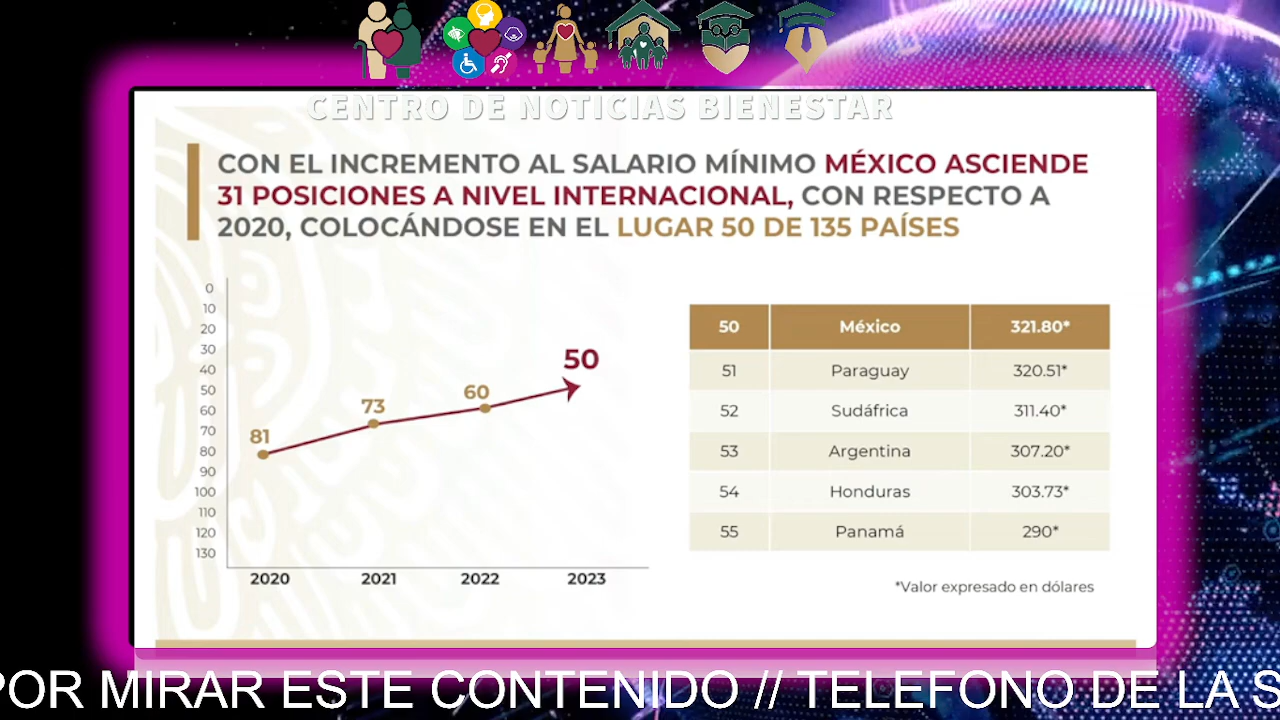 CENTRO DE NOTICIAS BIENESTAR
CON EL INCREMENTO AL SALARIO MÍNIMO MÉXICO ASCIENDE
31 POSICIONES A NIVEL INTERNACIONAL, CON RESPECTO A
2020, COLOCÁNDOSE EN EL LUGAR 50 DE 135 PAÍSES
0
10
20
30
40
50
60
70
80
90
100
110
120
130
81
73
60
50
2020 2021 2022 2023
50 México 321.80*
51 Paraguay 320.51*
52 Sudáfrica 311.40*
53 Argentina 307.20*
54 Honduras 303.73*
55 Panamá 290*
*Valor expresado en dólares
POR MIRAR ESTE CONTENIDO // TELEFONO DE LA S